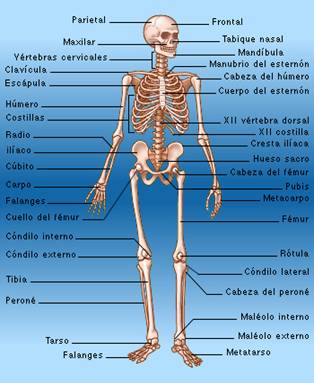 Parietal
Maxilar
Vértebras cervicales
Clavícula
Escápula
Húmero
Costillas
Radio
ilíaco
Cúbito
Carpo
Falanges
Cuello del fémur
Cóndilo interno
Cóndilo externo
Tibia
Peroné
Tarso
Falanges
Frontal
Tabique nasal
Mandíbula
Manubrio del esternón
Cabeza del húmero
Cuerpo del esternón
XII vértebra dorsal
XII costilla
Cresta ilíaca
Hueso sacro
Cabeza del fémur
Pubis
Metacarpo
Fémur
Rótula
Cóndilo lateral
Cabeza del peroné
Maléolo interno
Maléolo externo
Metatarso